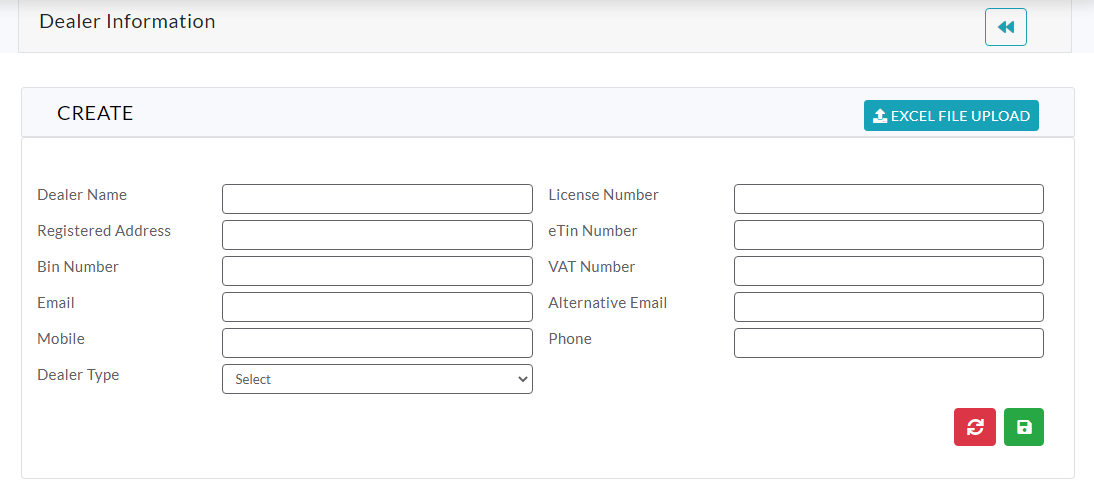 Dealer Information
CREATE
EXCEL FILE UPLOAD
Dealer Name
License Number
Registered Address
eTin Number
Bin Number
VAT Number
Email
Alternative Email
Mobile
Phone
Dealer Type
Select